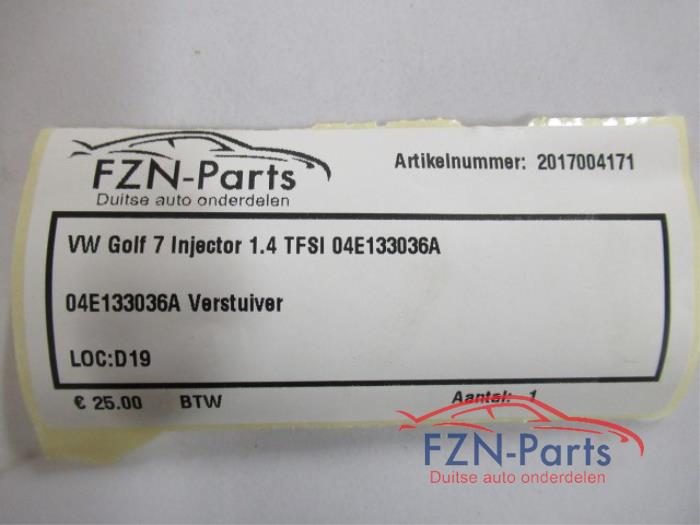 FZN-Parts
Duitse auto onderdelen
Artikelnummer: 2017004171
VW Golf 7 Injector 1.4 TFSI 04E133036A
04E133036A Verstuiver
LOC:D19
€ 25.00 BTW Aantal: 1
FZN-Parts
Duitse auto onderdelen